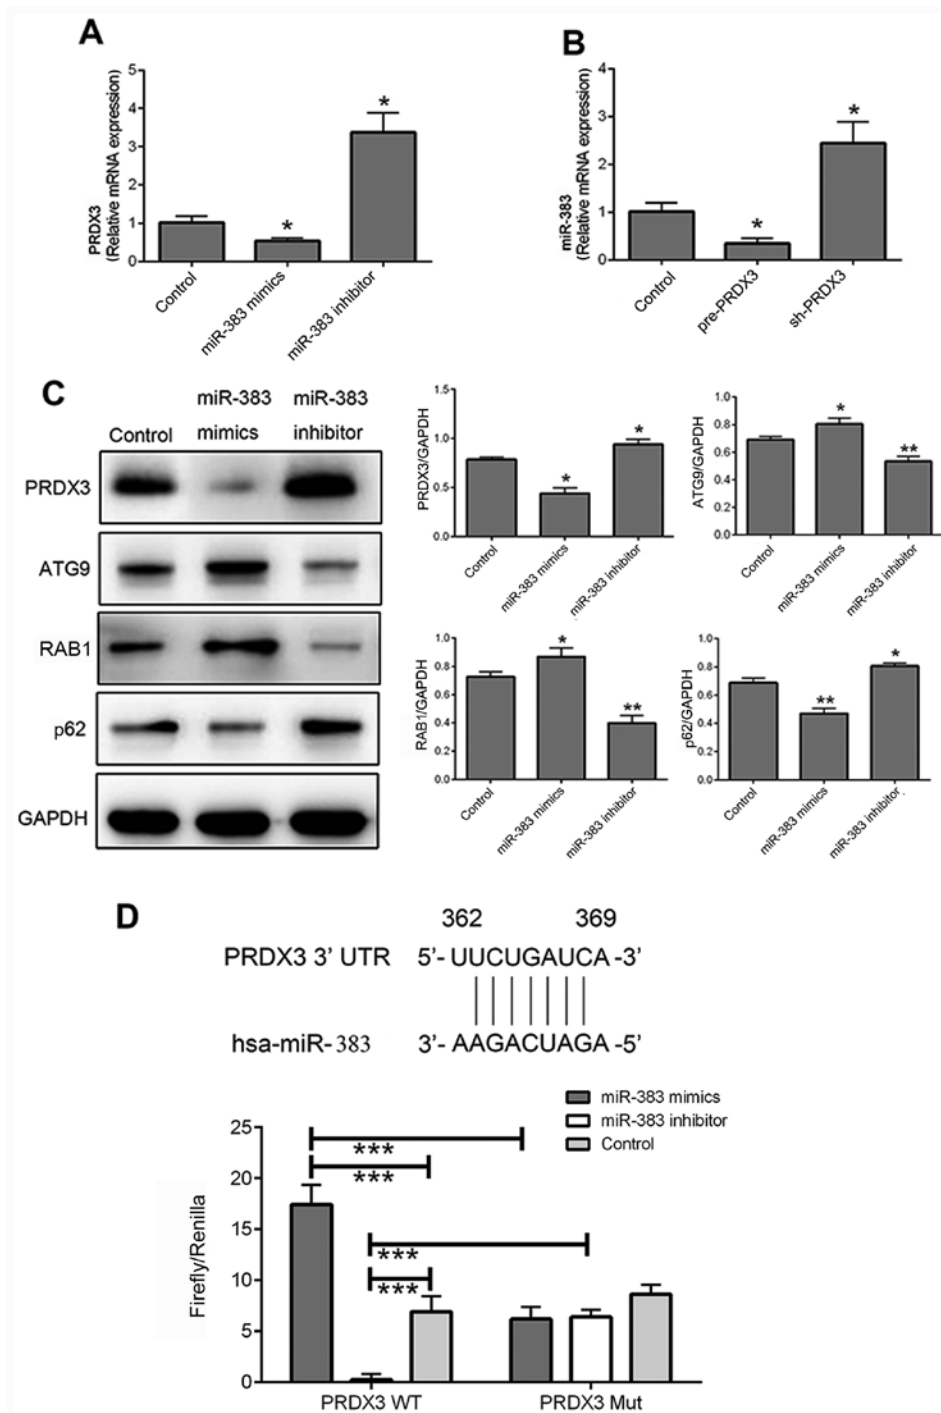 A
PRDX3
(Relative mRNA expression)
5
4
3
2
1
0
*
*
Control
miR-383 mimics
miR-383 inhibitor
B
miR-383
(Relative mRNA expression)
4
3
2
1
0
*
*
Control
pre-PRDX3
sh-PRDX3
C
miR-383 miR-383
Control mimics inhibitor
PRDX3
ATG9
RAB1
p62
GAPDH
PRDX3/GAPDH
1.5
1.0
0.5
0.0
*
*
Control
miR-383 mimics
miR-383 inhibitor
ATG9/GAPDH
1.0
0.8
0.6
0.4
0.2
0.0
*
**
Control
miR-383 mimics
miR-383 inhibitor
RAB1/GAPDH
1.0
0.8
0.6
0.4
0.2
0.0
*
**
Control
miR-383 mimics
miR-383 inhibitor
p62/GAPDH
1.0
0.8
0.6
0.4
0.2
0.0
**
*
Control
miR-383 mimics
miR-383 inhibitor
D
362 369
PRDX3 3' UTR 5'- UUCUGAUCA -3'
hsa-miR-383 3'- AAGACUAGA -5'
miR-383 mimics
miR-383 inhibitor
Control
Firefly/Renilla
25
20
15
10
5
0
***
***
***
***
PRDX3 WT PRDX3 Mut